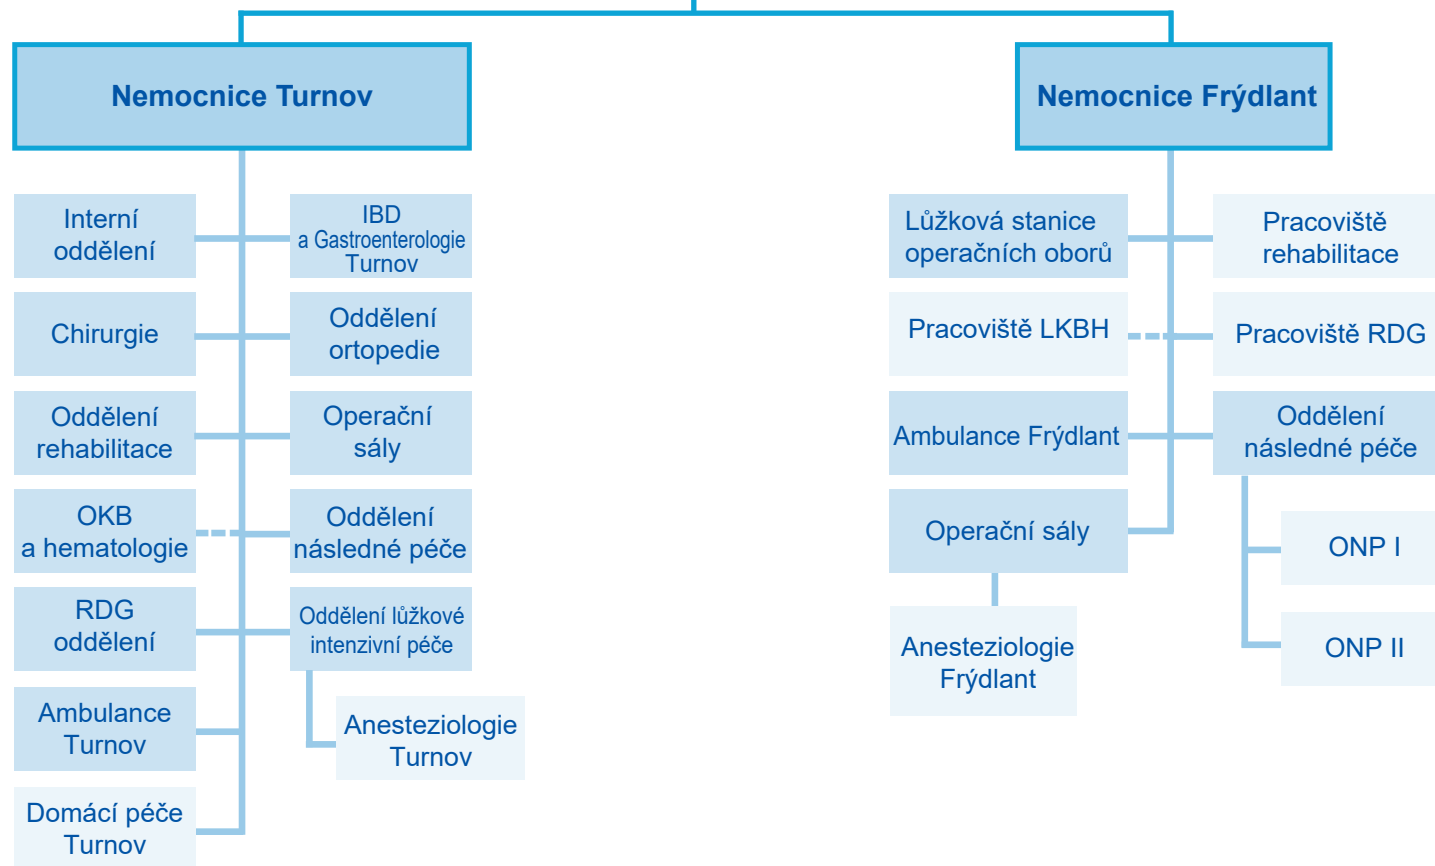 Nemocnice Turnov
Interní
oddělení
IBD
a Gastroenterologie
Turnov
Chirurgie
Oddělení
ortopedie
Oddělení
rehabilitace
Operační
sály
OKB
a hematologie
Oddělení
následné péče
RDG
oddělení
Oddělení lůžkové
intenzivní péče
Ambulance
Turnov
Anesteziologie
Turnov
Domácí péče
Turnov
Nemocnice Frýdlant
Lůžková stanice
operačních oborů
Pracoviště
rehabilitace
Pracoviště LKBH
Pracoviště RDG
Ambulance Frýdlant
Oddělení
následné péče
Operační sály
ONP I
Anesteziologie
Frýdlant
ONP II